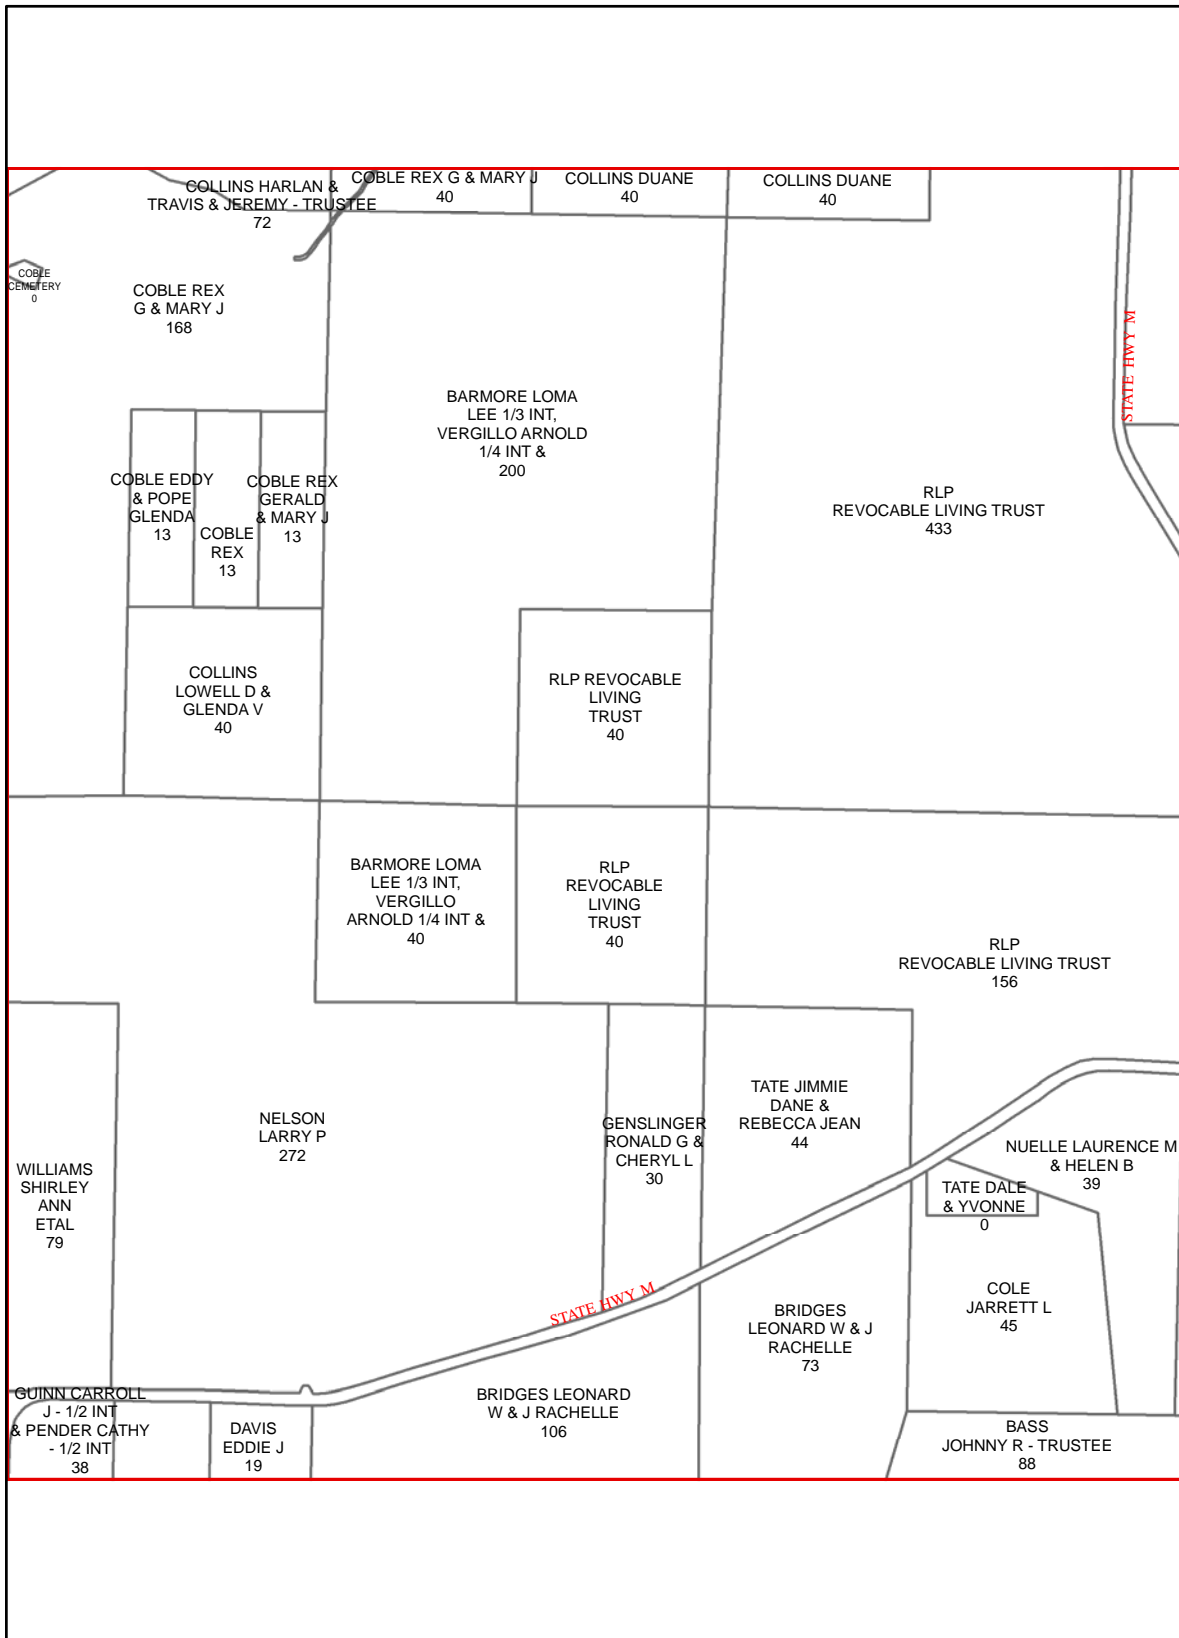 COLLINS HARLAN &
TRAVIS & JEREMY - TRUSTEE
72
COBLE REX G & MARY J
40
COLLINS DUANE
40
COLLINS DUANE
40
COBLE
CEMETERY
0
COBLE REX
G & MARY J
168
STATE HWY M
BARMORE LOMA
LEE 1/3 INT,
VERGILLO ARNOLD
1/4 INT &
200
COBLE EDDY
& POPE
GLENDA
13
COBLE
REX
13
COBLE REX
GERALD
& MARY J
13
RLP
REVOCABLE LIVING TRUST
433
COLLINS
LOWELL D &
GLENDA V
40
RLP REVOCABLE
LIVING
TRUST
40
BARMORE LOMA
LEE 1/3 INT,
VERGILLO
ARNOLD 1/4 INT &
40
RLP
REVOCABLE
LIVING
TRUST
40
RLP
REVOCABLE LIVING TRUST
156
NELSON
LARRY P
272
GENSLINGER
RONALD G &
CHERYL L
30
TATE JIMMIE
DANE &
REBECCA JEAN
44
NUELLE LAURENCE M
& HELEN B
39
WILLIAMS
SHIRLEY
ANN
ETAL
79
TATE DALE
& YVONNE
0
STATE HWY M
COLE
JARRETT L
45
BRIDGES
LEONARD W & J
RACHELLE
73
GUINN CARROLL
J - 1/2 INT
& PENDER CATHY
- 1/2 INT
38
DAVIS
EDDIE J
19
BRIDGES LEONARD
W & J RACHELLE
106
BASS
JOHNNY R - TRUSTEE
88